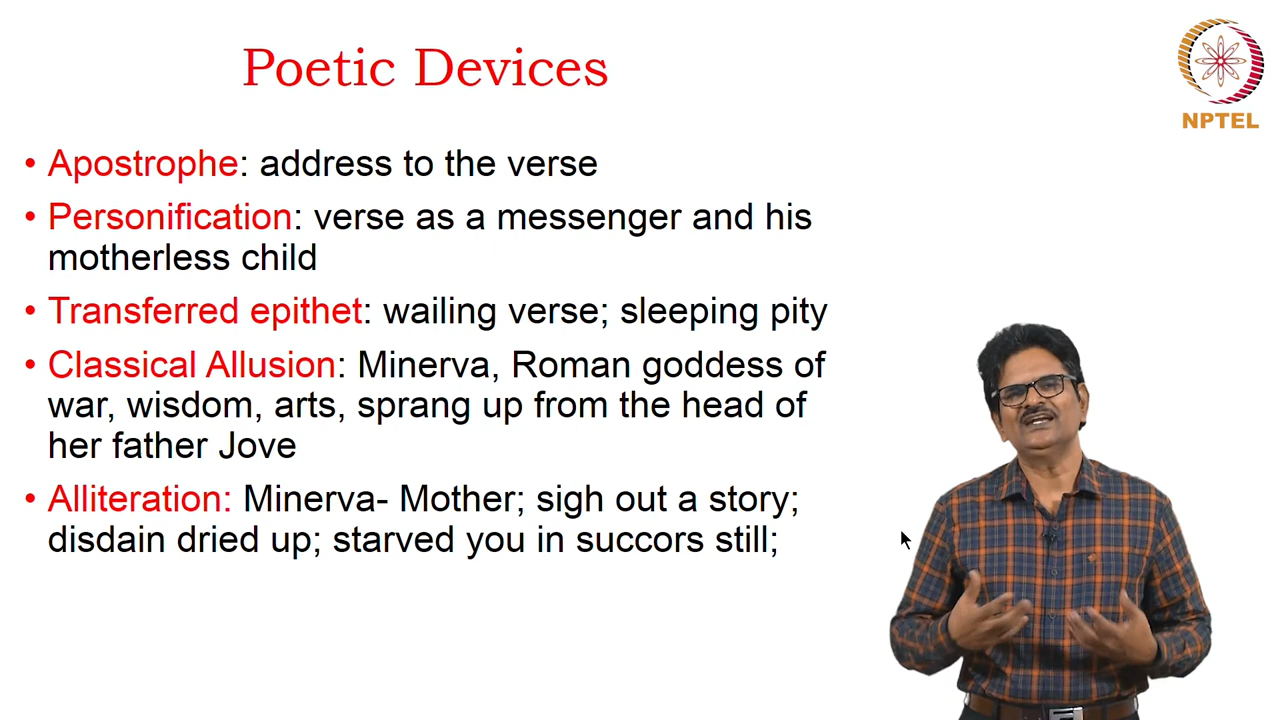 Poetic Devices
NPTEL
• Apostrophe: address to the verse
• Personification: verse as a messenger and his
motherless child
• Transferred epithet: wailing verse; sleeping pity
• Classical Allusion: Minerva, Roman goddess of
war, wisdom, arts, sprang up from the head of
her father Jove
• Alliteration: Minerva- Mother; sigh out a story;
disdain dried up; starved you in succors still;